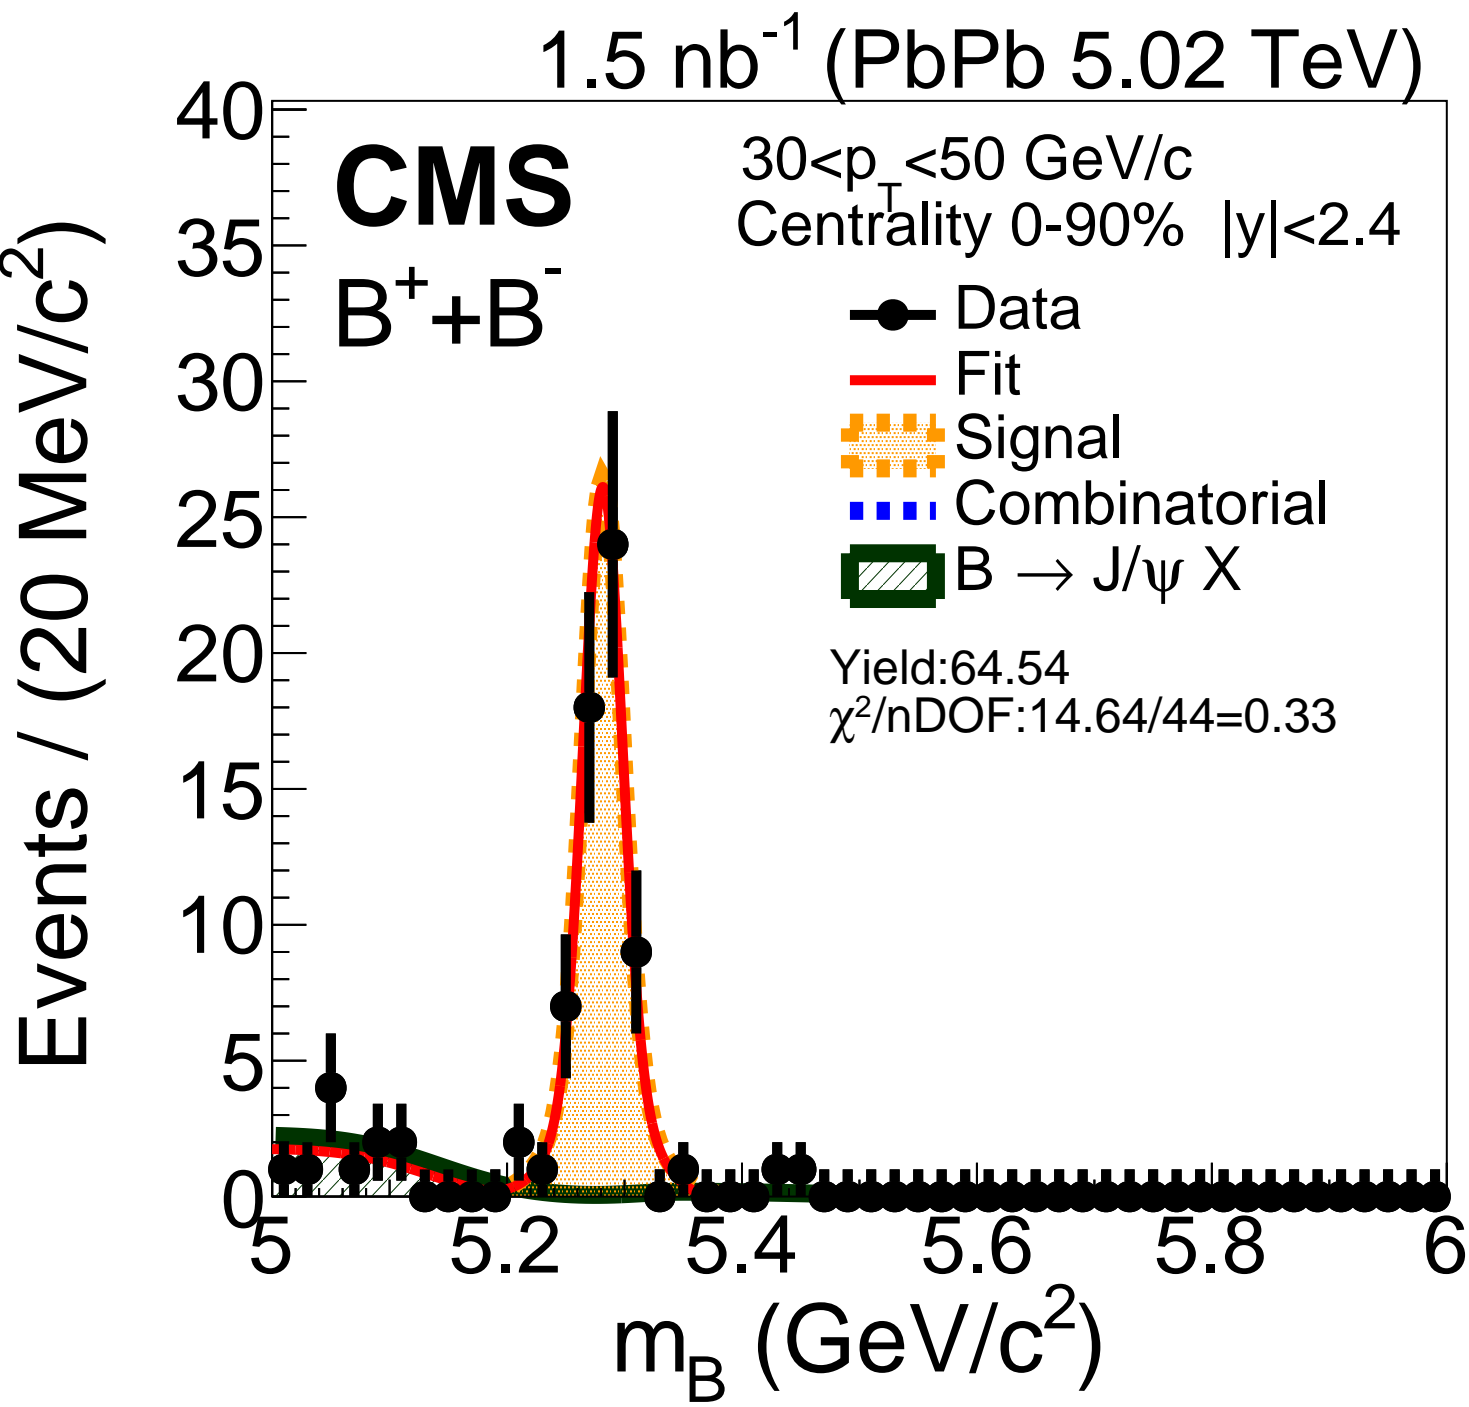 1.5 nb⁻¹ (PbPb 5.02 TeV)
CMS
B⁺+B⁻
30<p_T<50 GeV/c
Centrality 0-90% |y|<2.4
Data
Fit
Signal
Combinatorial
B → J/ψ X
Yield:64.54
χ²/nDOF:14.64/44=0.33
Events / (20 MeV/c²)
40
35
30
25
20
15
10
5
0
5 5.2 5.4 5.6 5.8 6
m_B (GeV/c²)